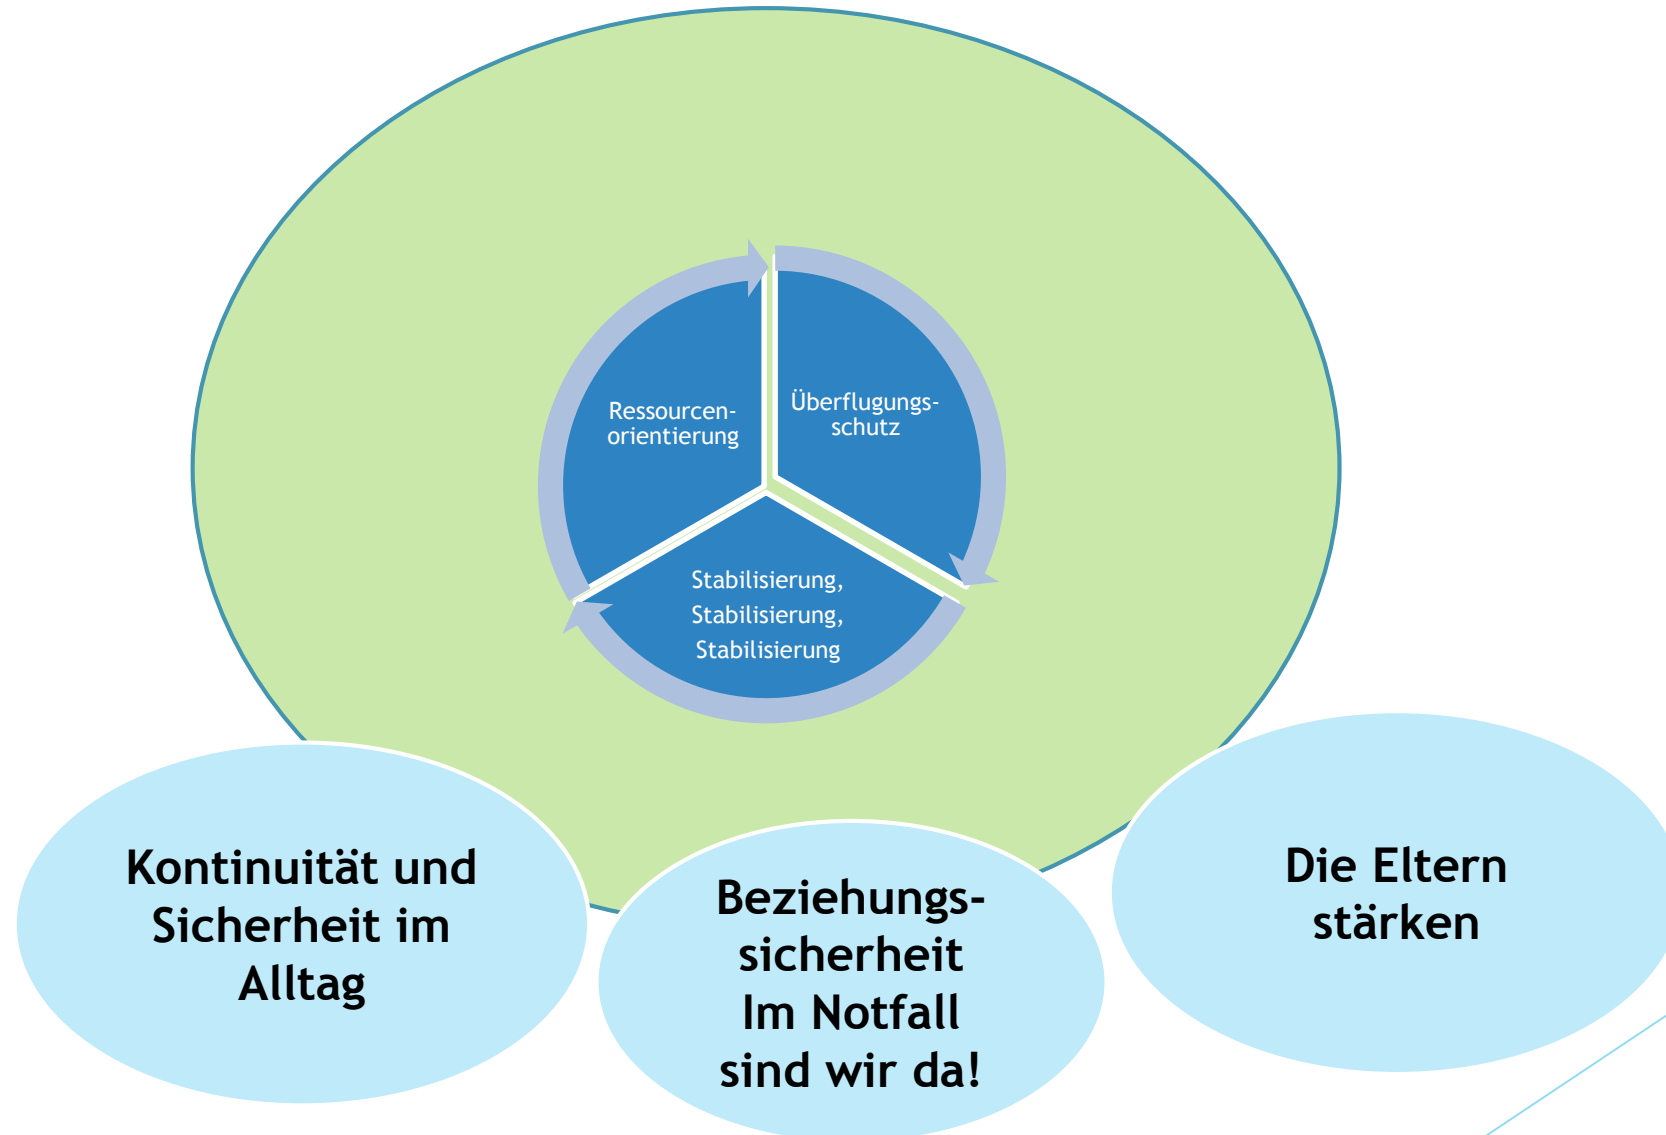 Ressourcen-
orientierung
Überflugungs-
schutz
Stabilisierung,
Stabilisierung,
Stabilisierung
Kontinuität und
Sicherheit im
Alltag
Beziehungs-
sicherheit
Im Notfall
sind wir da!
Die Eltern
stärken